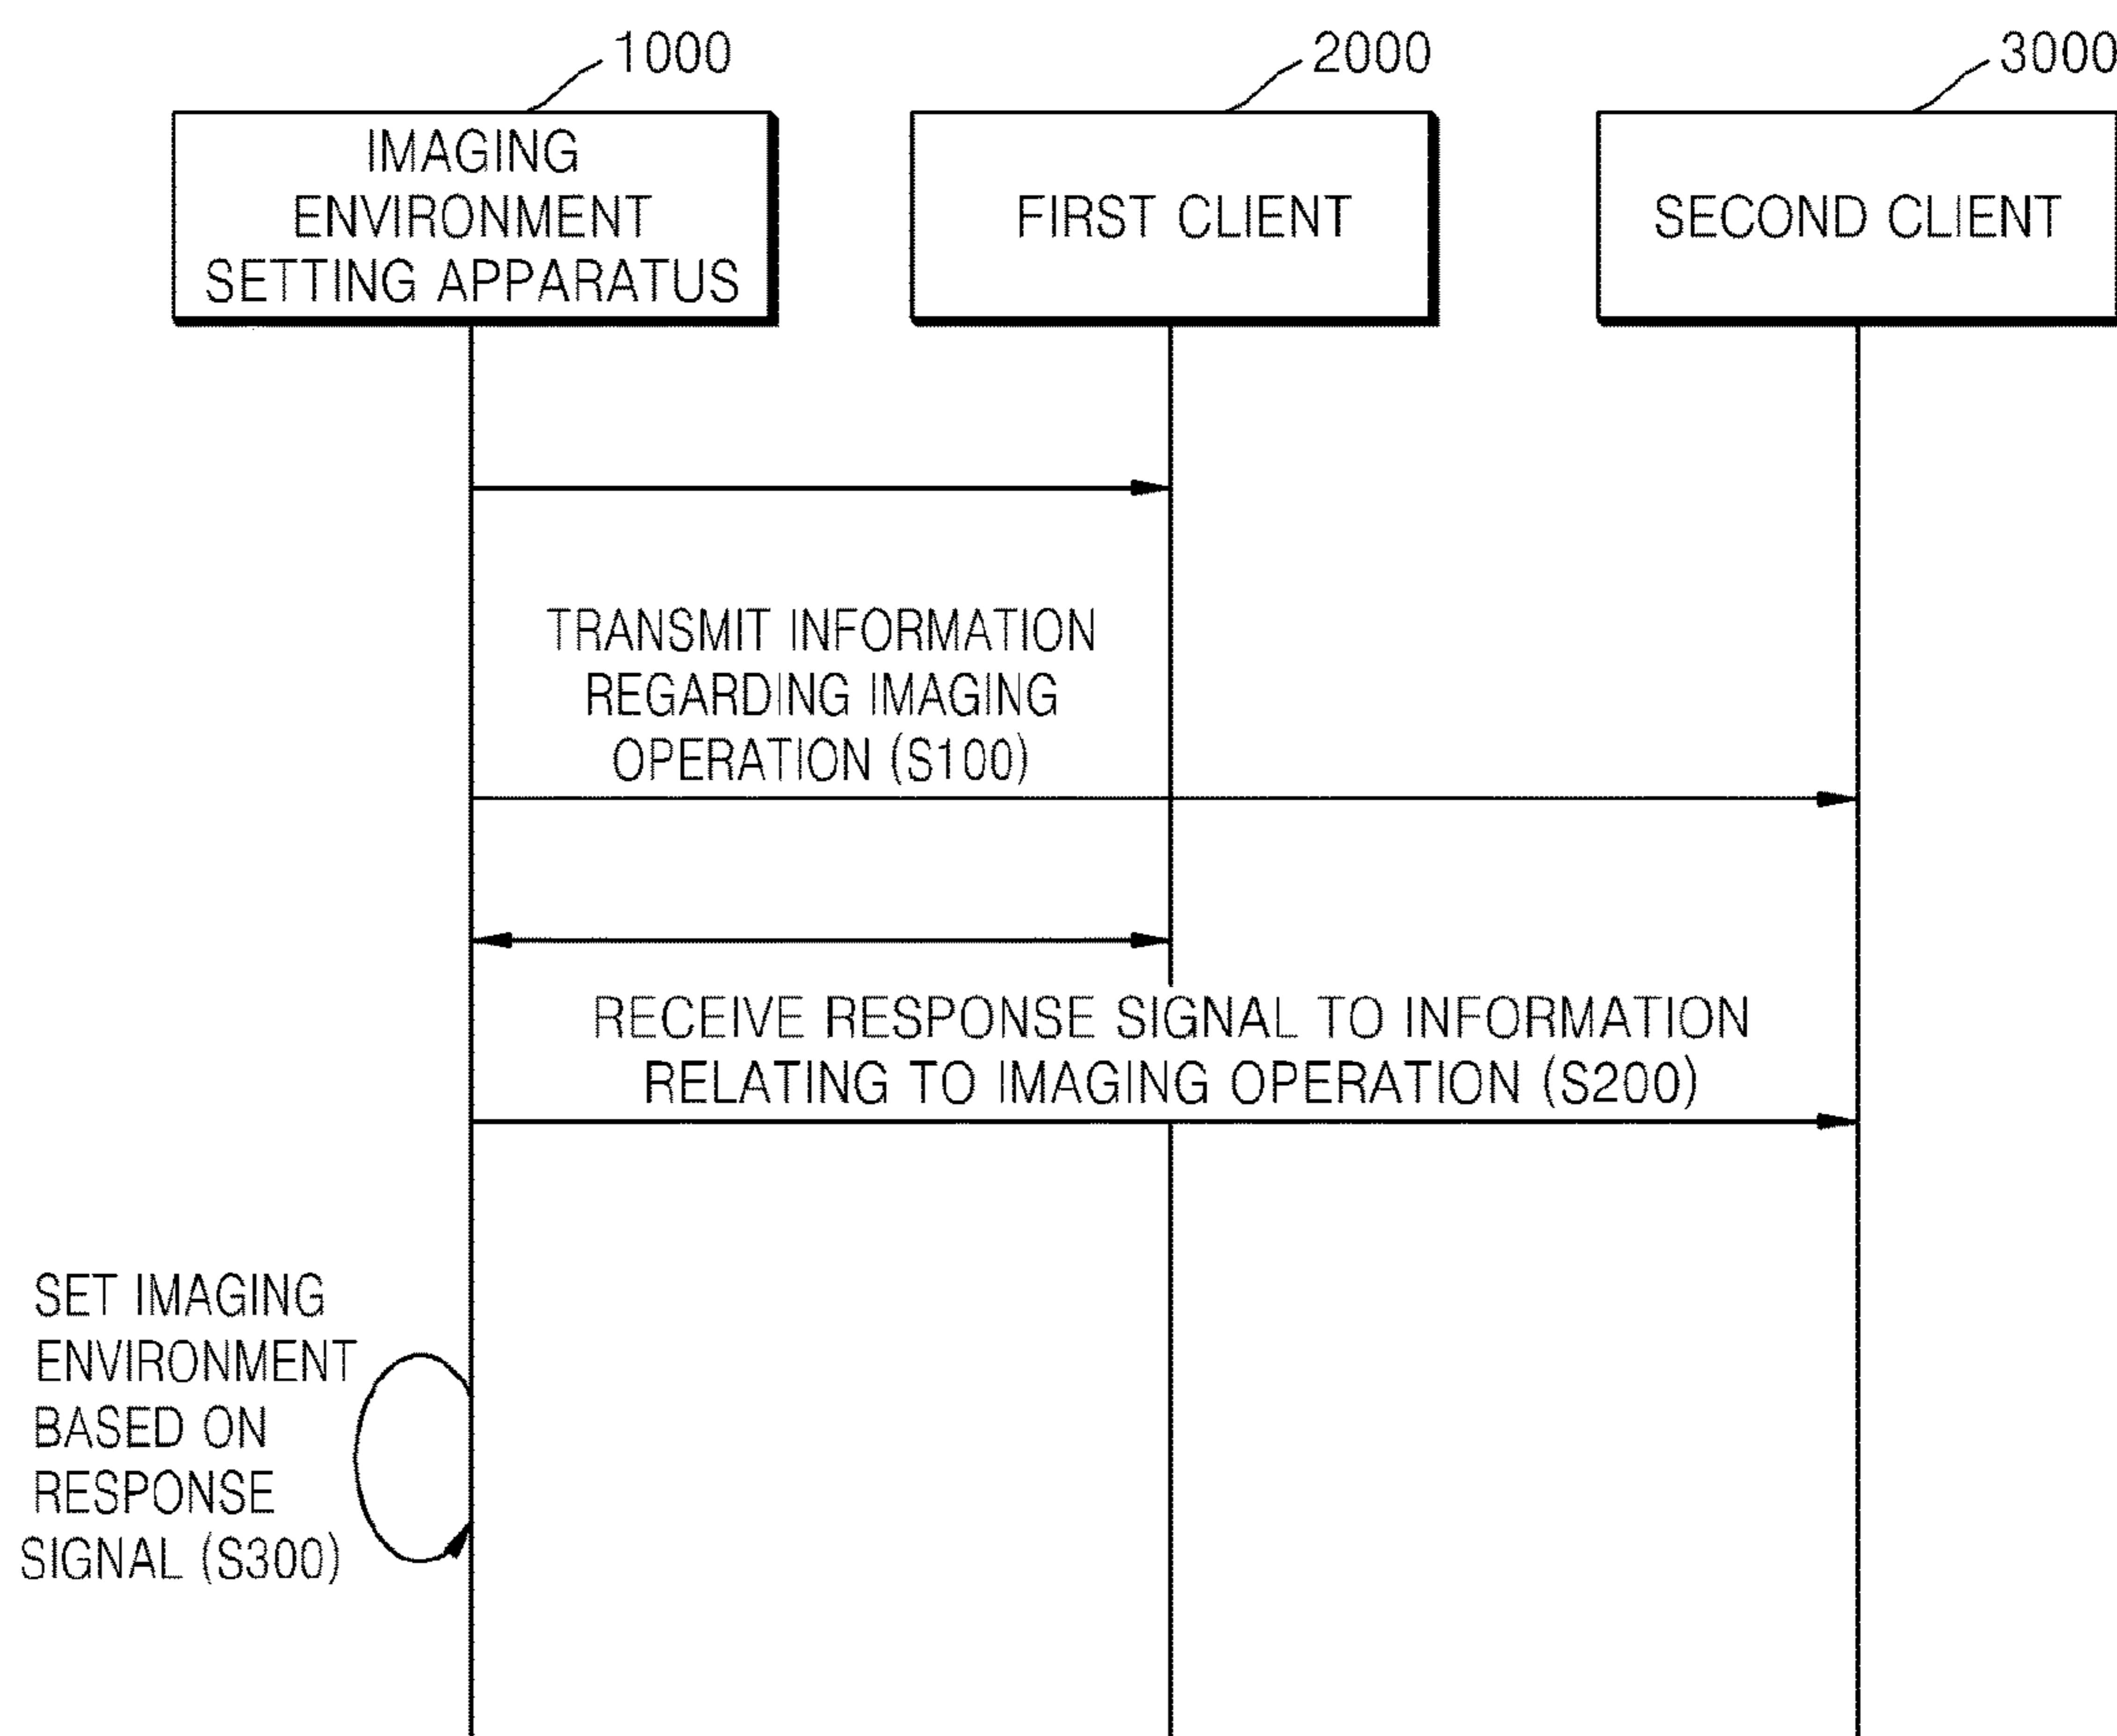 1000
2000
3000
IMAGING
ENVIRONMENT
SETTING APPARATUS
FIRST CLIENT
SECOND CLIENT
TRANSMIT INFORMATION
REGARDING IMAGING
OPERATION (S100)
RECEIVE RESPONSE SIGNAL TO INFORMATION
RELATING TO IMAGING OPERATION (S200)
SET IMAGING
ENVIRONMENT
BASED ON
RESPONSE
SIGNAL (S300)